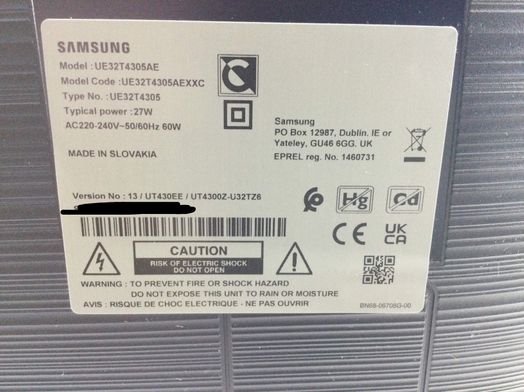 SAMSUNG
Model : UE32T4305AE
Model Code : UE32T4305AEXXC
Type No. : UE32T4305
Typical power : 27W
AC220-240V~50/60Hz 60W
MADE IN SLOVAKIA
Samsung
PO Box 12987, Dublin. IE or
Yateley, GU46 6GG. UK
EPREL reg. No. 1460731
Version No : 13 / UT430EE / UT4300Z-U32TZ6
Hg
Cd
CE
UK
CA
CAUTION
RISK OF ELECTRIC SHOCK
DO NOT OPEN
WARNING : TO PREVENT FIRE OR SHOCK HAZARD
DO NOT EXPOSE THIS UNIT TO RAIN OR MOISTURE
AVIS : RISQUE DE CHOC ELECTRIQUE - NE PAS OUVRIR
BN68-06708G-00